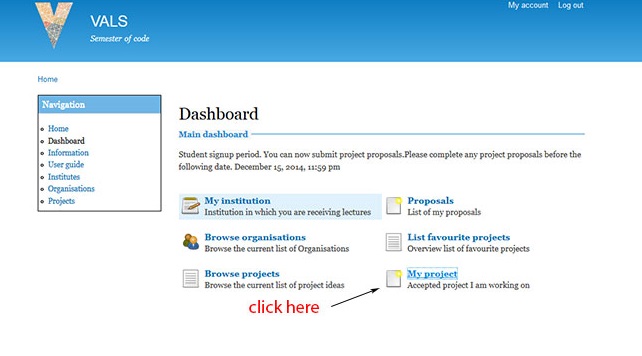 My account Log out
VALS
Semester of code
Home
Navigation
Home
Dashboard
Information
User guide
Institutes
Organisations
Projects
Dashboard
Main dashboard
Student signup period. You can now submit project proposals.Please complete any project proposals before the
following date. December 15, 2014, 11:59 pm
My institution
Institution in which you are receiving lectures
Proposals
List of my proposals
Browse organisations
Browse the current list of Organisations
List favourite projects
Overview list of favourite projects
Browse projects
Browse the current list of project ideas
My project
Accepted project I am working on
click here